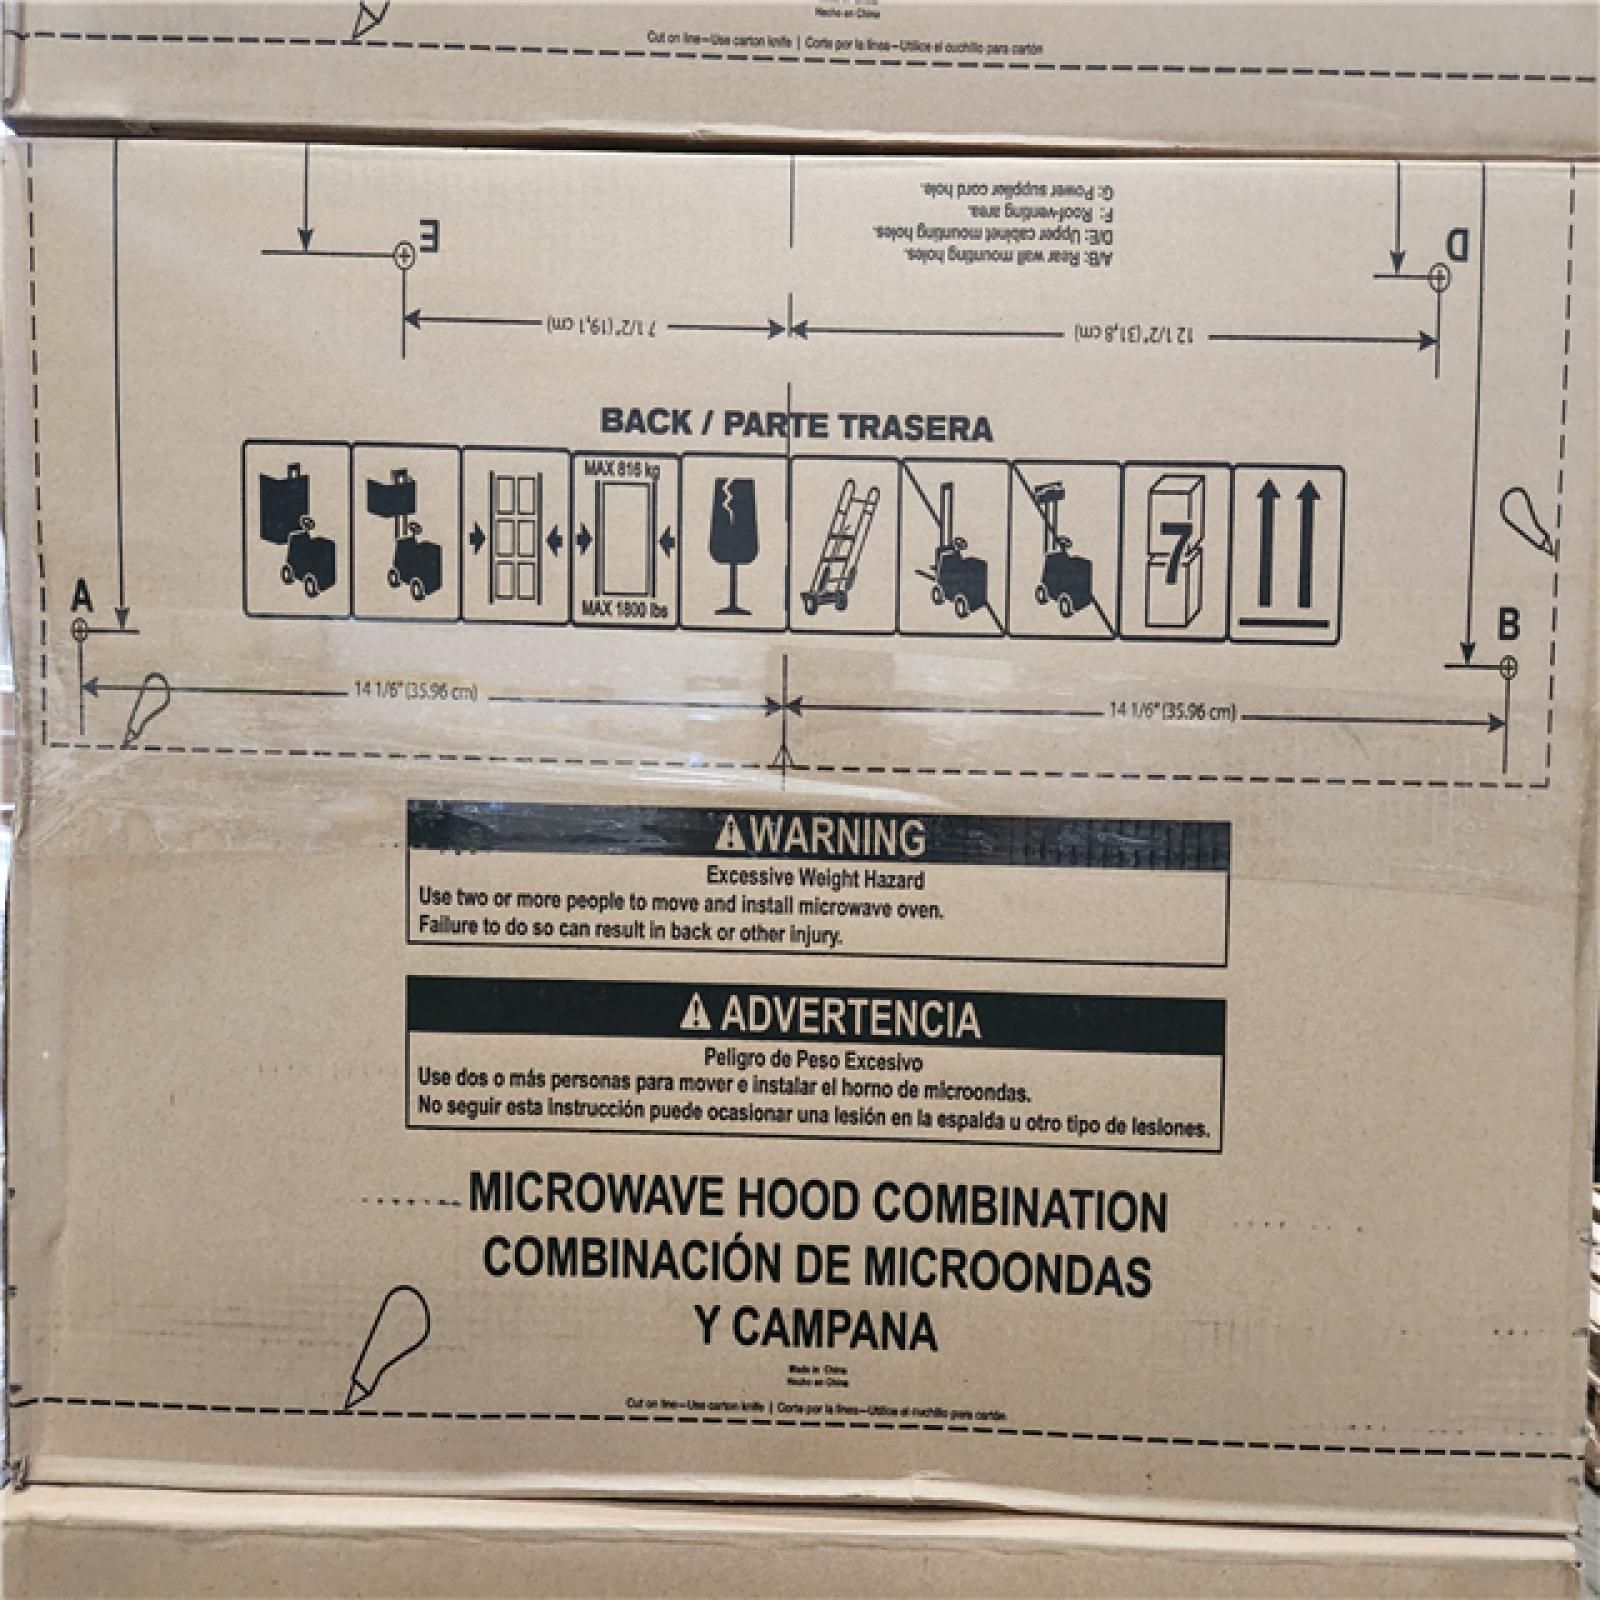 Hecho en China
Cut on line—Use carton knife | Corte por la línea—Utilice el cuchillo para cartón
G: Power supplier cord hole.
F: Roof-venting area.
D/E: Upper cabinet mounting holes.
A/B: Rear wall mounting holes.
E
D
7 1/2" (19,1 cm)
12 1/2" (31,8 cm)
BACK / PARTE TRASERA
MAX 816 kg
MAX 1800 lbs
7
A
B
14 1/6" (35.96 cm)
14 1/6" (35.96 cm)
WARNING
Excessive Weight Hazard
Use two or more people to move and install microwave oven.
Failure to do so can result in back or other injury.
ADVERTENCIA
Peligro de Peso Excesivo
Use dos o más personas para mover e instalar el horno de microondas.
No seguir esta instrucción puede ocasionar una lesión en la espalda u otro tipo de lesiones.
MICROWAVE HOOD COMBINATION
COMBINACIÓN DE MICROONDAS
Y CAMPANA
Made in China
Hecho en China
Cut on line—Use carton knife | Corte por la línea—Utilice el cuchillo para cartón